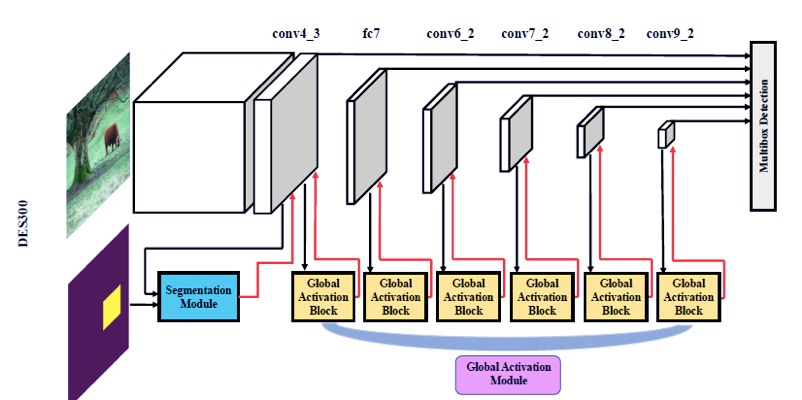 conv4_3 fc7 conv6_2 conv7_2 conv8_2 conv9_2
Multibox Detection
DES300
Segmentation
Module
Global
Activation
Block
Global
Activation
Block
Global
Activation
Block
Global
Activation
Block
Global
Activation
Block
Global
Activation
Block
Global Activation
Module